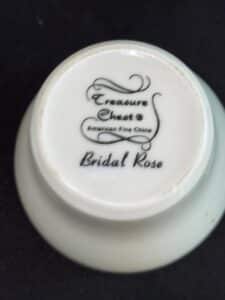 Treasure
Chest®
American Fine China
Bridal Rose